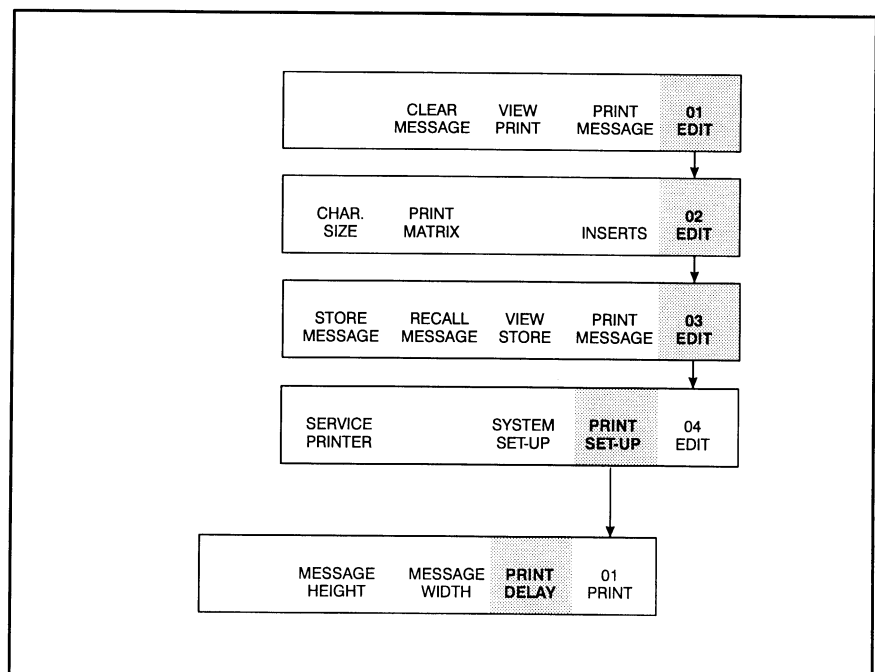 CLEAR VIEW PRINT 01
MESSAGE PRINT MESSAGE EDIT
CHAR. PRINT 02
SIZE MATRIX INSERTS EDIT
STORE RECALL VIEW PRINT 03
MESSAGE MESSAGE STORE MESSAGE EDIT
SERVICE SYSTEM PRINT 04
PRINTER SET-UP SET-UP EDIT
MESSAGE MESSAGE PRINT 01
HEIGHT WIDTH DELAY PRINT